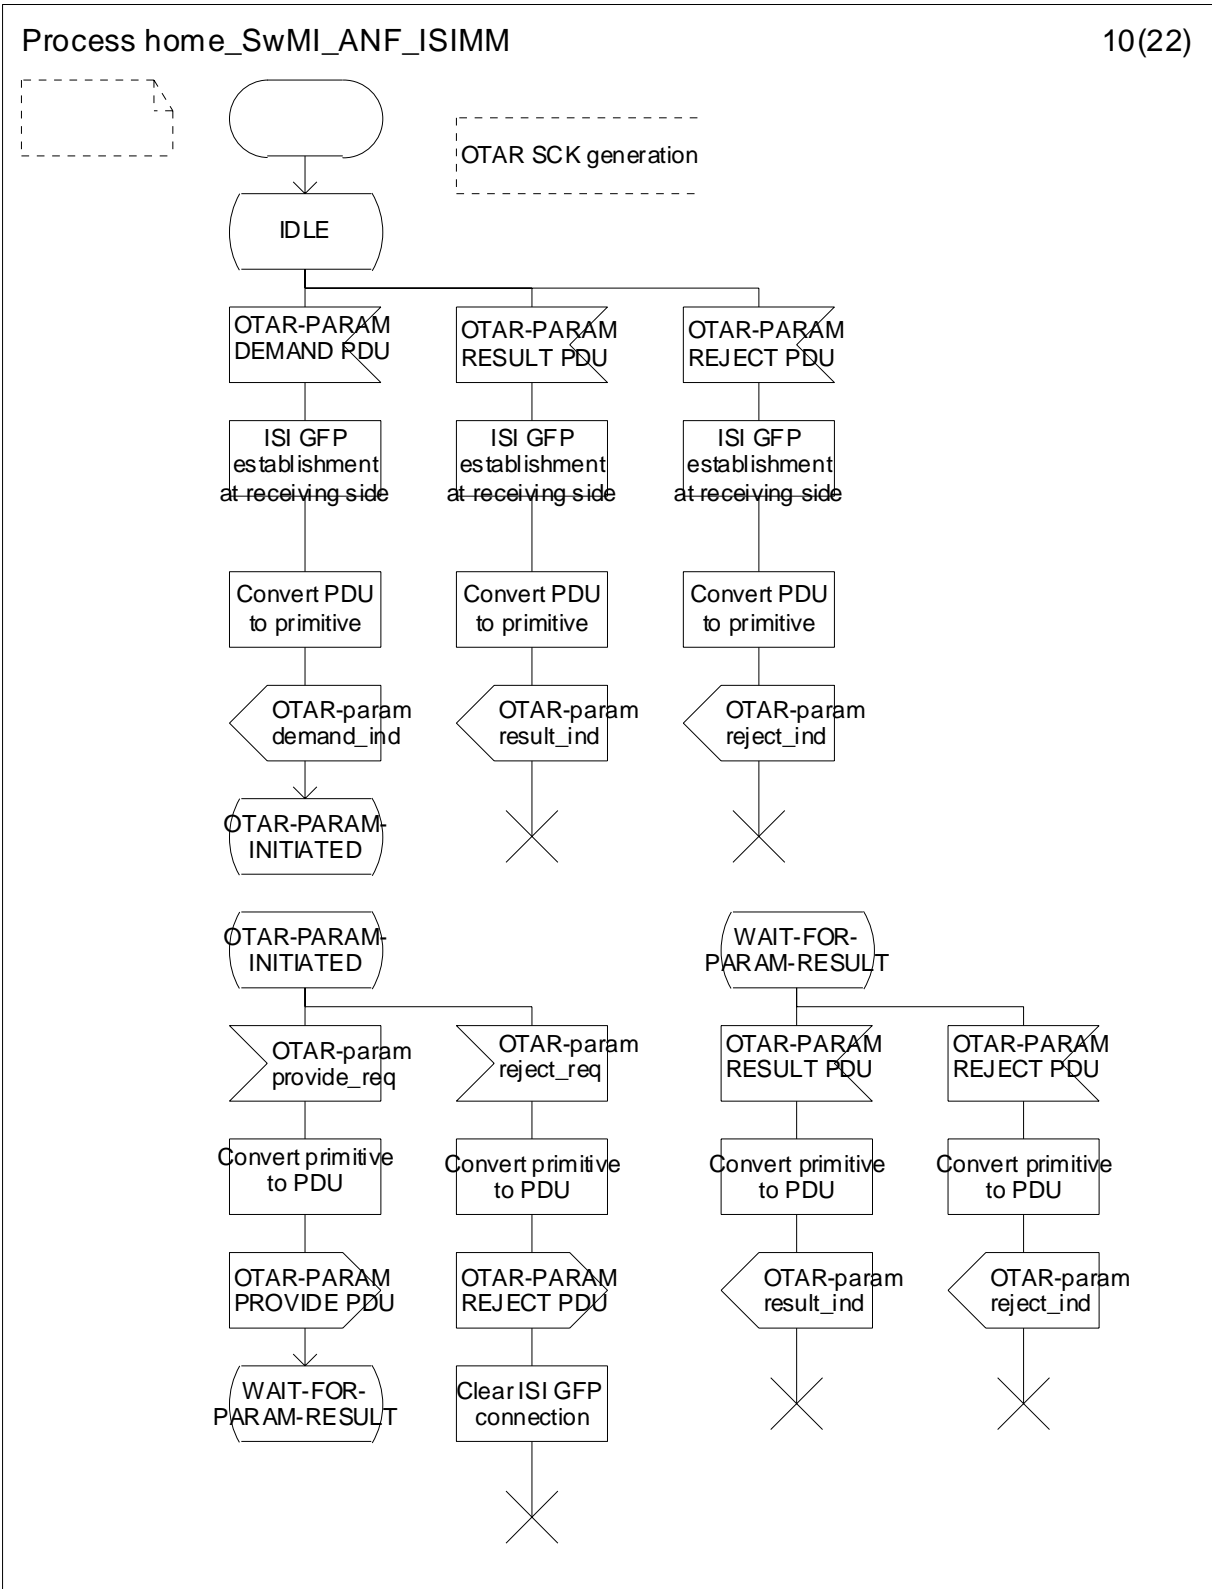 Process home_SwMI_ANF_ISIMM
10(22)
OTAR SCK generation
IDLE
OTAR-PARAM
DEMAND PDU
OTAR-PARAM
RESULT PDU
OTAR-PARAM
REJECT PDU
ISI GFP
establishment
at receiving side
ISI GFP
establishment
at receiving side
ISI GFP
establishment
at receiving side
Convert PDU
to primitive
Convert PDU
to primitive
Convert PDU
to primitive
OTAR-param
demand_ind
OTAR-param
result_ind
OTAR-param
reject_ind
OTAR-PARAM-
INITIATED
OTAR-PARAM-
INITIATED
WAIT-FOR-
PARAM-RESULT
OTAR-param
provide_req
OTAR-param
reject_req
OTAR-PARAM
RESULT PDU
OTAR-PARAM
REJECT PDU
Convert primitive
to PDU
Convert primitive
to PDU
Convert primitive
to PDU
Convert primitive
to PDU
OTAR-PARAM
PROVIDE PDU
OTAR-PARAM
REJECT PDU
OTAR-param
result_ind
OTAR-param
reject_ind
WAIT-FOR-
PARAM-RESULT
Clear ISI GFP
connection